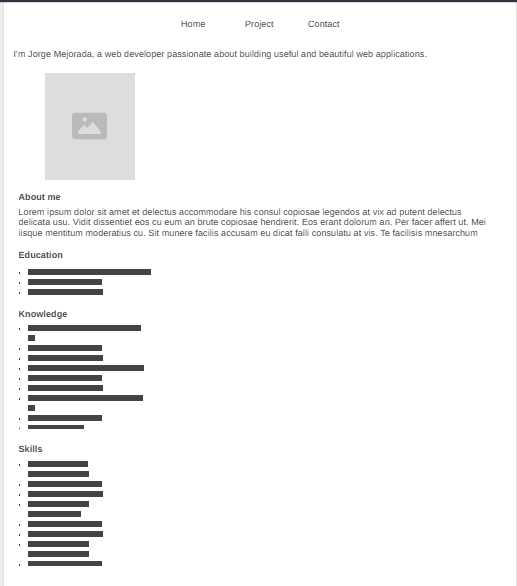 Home Project Contact
I'm Jorge Mejorada, a web developer passionate about building useful and beautiful web applications.
About me
Lorem ipsum dolor sit amet et delectus accommodare his consul copiosae legendos at vix ad putent delectus
delicata usu. Vidit dissentiet eos cu eum an brute copiosae hendrerit. Eos erant dolorum an. Per facer affert ut. Mei
iisque mentitum moderatius cu. Sit munere facilis accusam eu dicat falli consulatu at vis. Te facilisis mnesarchum
Education
Knowledge
Skills